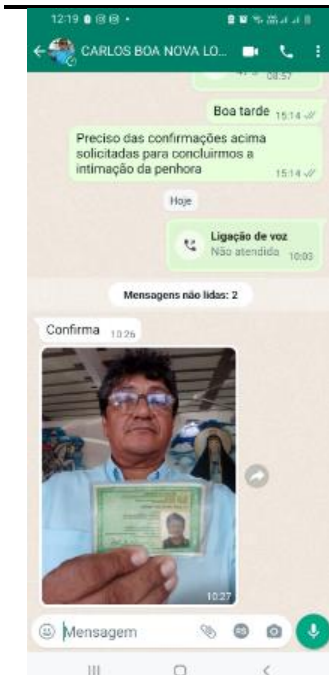 12:19
CARLOS BOA NOVA LO...
08:57
Boa tarde 15:14
Preciso das confirmações acima
solicitadas para concluirmos a
intimação da penhora
15:14
Hoje
Ligação de voz
Não atendida 10:03
Mensagens não lidas: 2
Confirma 10:26
10:27
Mensagem